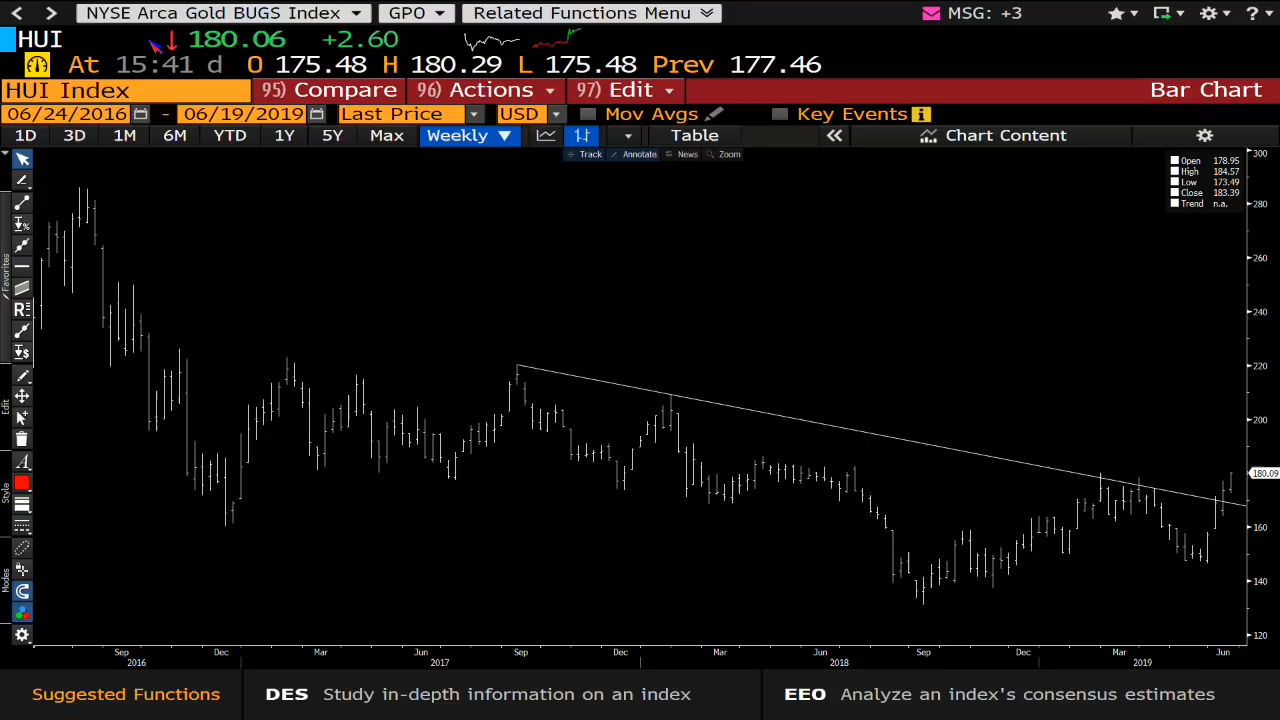 NYSE Arca Gold BUGS Index GPO Related Functions Menu MSG: +3
HUI 180.06 +2.60
At 15:41 d O 175.48 H 180.29 L 175.48 Prev 177.46
HUI Index 95) Compare 96) Actions 97) Edit Bar Chart
06/24/2016 - 06/19/2019 Last Price USD Mov Avgs Key Events
1D 3D 1M 6M YTD 1Y 5Y Max Weekly Table Chart Content
Track Annotate News Zoom
Open 178.95
High 184.57
Low 173.49
Close 183.39
Trend n.a.
Favorites
Edit
Style
Modes
300
280
260
240
220
200
180.09
160
140
120
Sep Dec Mar Jun Sep Dec Mar Jun Sep Dec Mar Jun
2016 2017 2018 2019
Suggested Functions DES Study in-depth information on an index EEO Analyze an index's consensus estimates